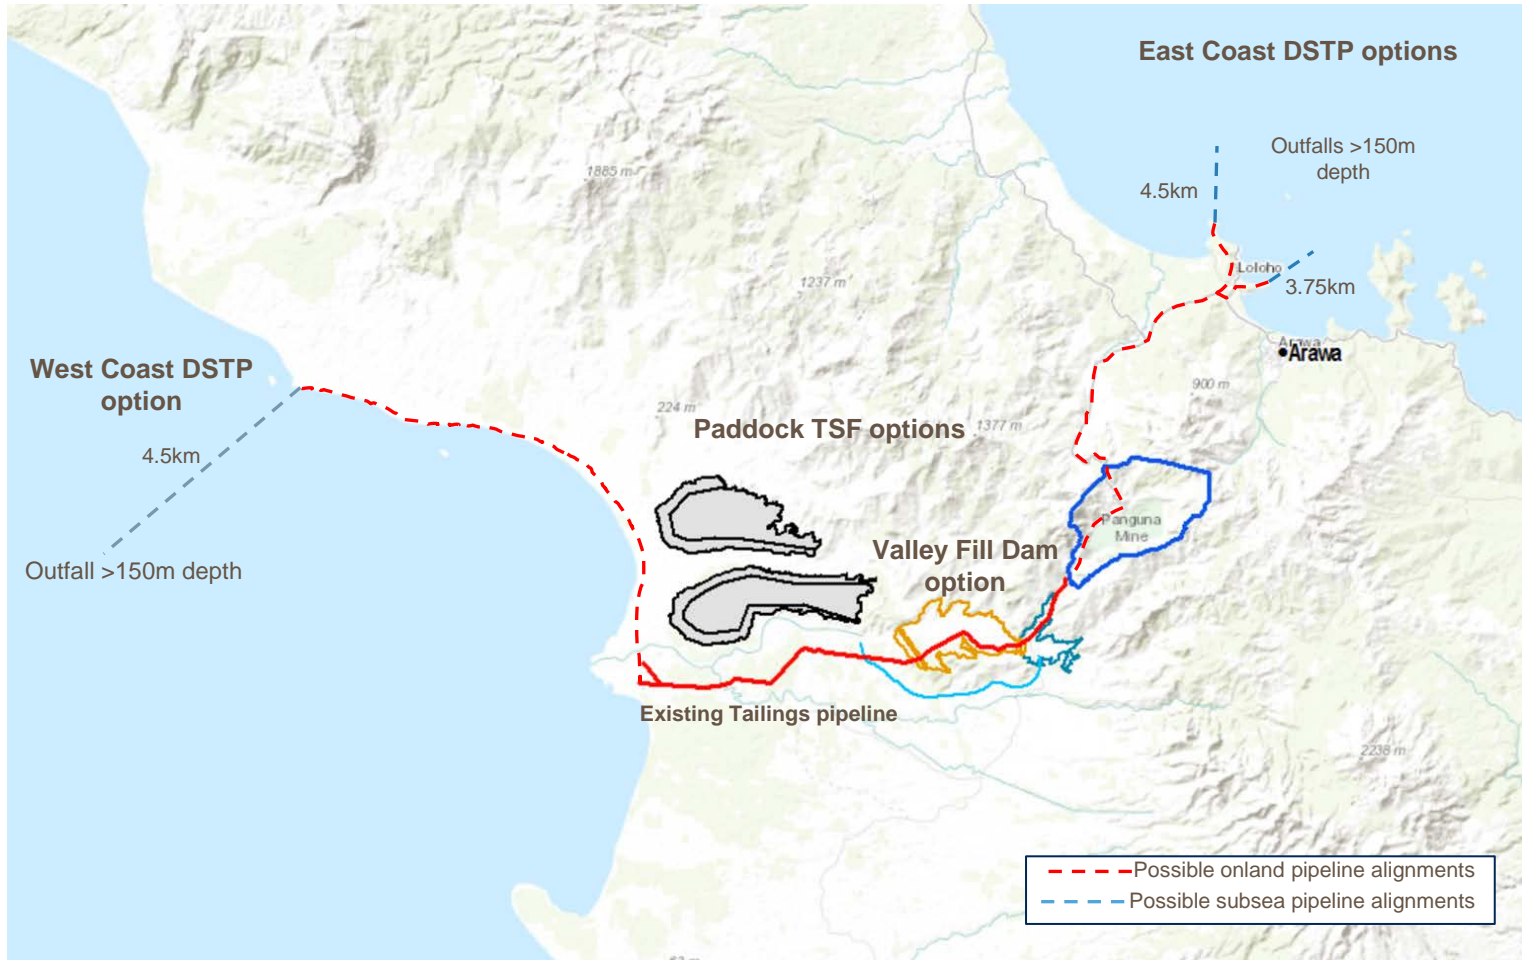 East Coast DSTP options
Outfalls >150m
depth
1885 m
4.5km
1237 m
Loloho
3.75km
Arawa
Arawa
West Coast DSTP
option
900 m
224 m
1377 m
Paddock TSF options
4.5km
Panguna
Mine
Valley Fill Dam
option
Outfall >150m depth
Existing Tailings pipeline
2238 m
Possible onland pipeline alignments
Possible subsea pipeline alignments